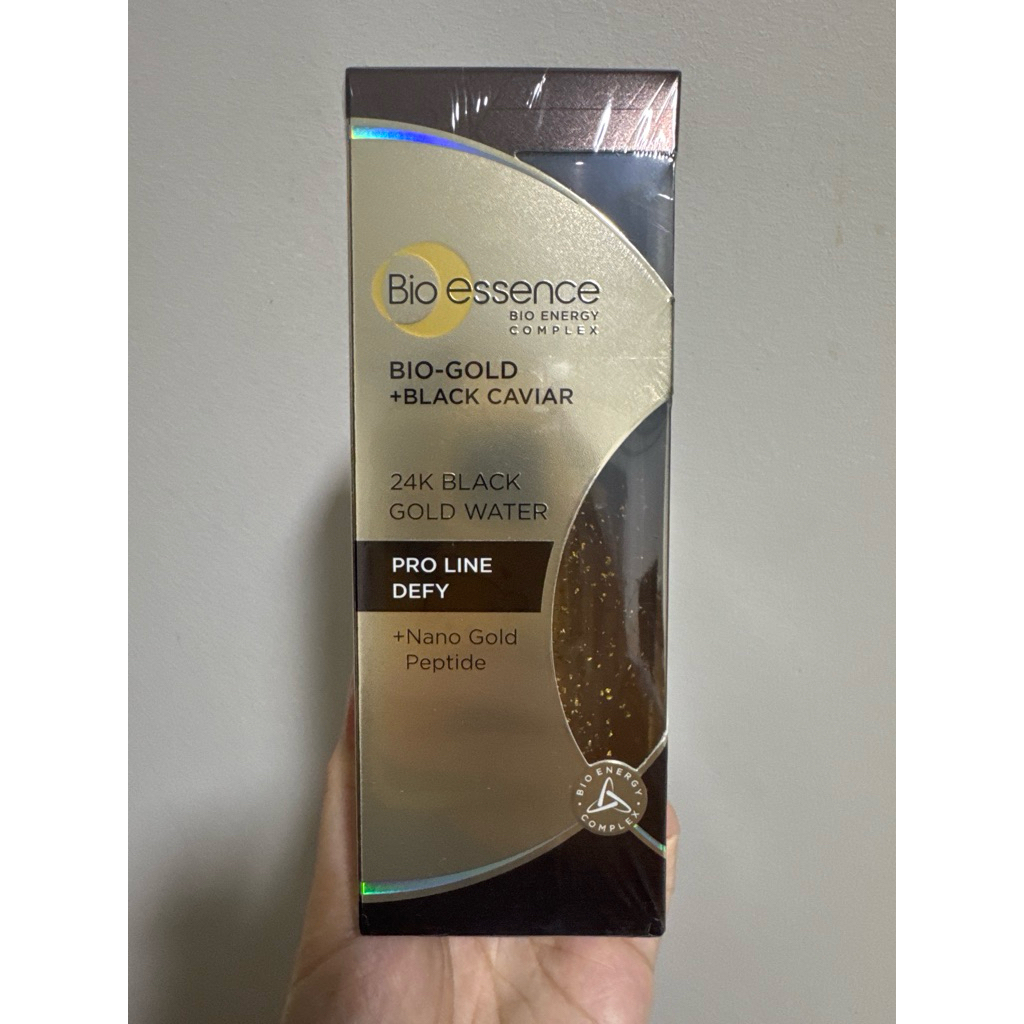 Bio essence
BIO ENERGY
COMPLEX
BIO-GOLD
+BLACK CAVIAR
24K BLACK
GOLD WATER
PRO LINE
DEFY
+Nano Gold
Peptide
BIO ENERGY
COMPLEX